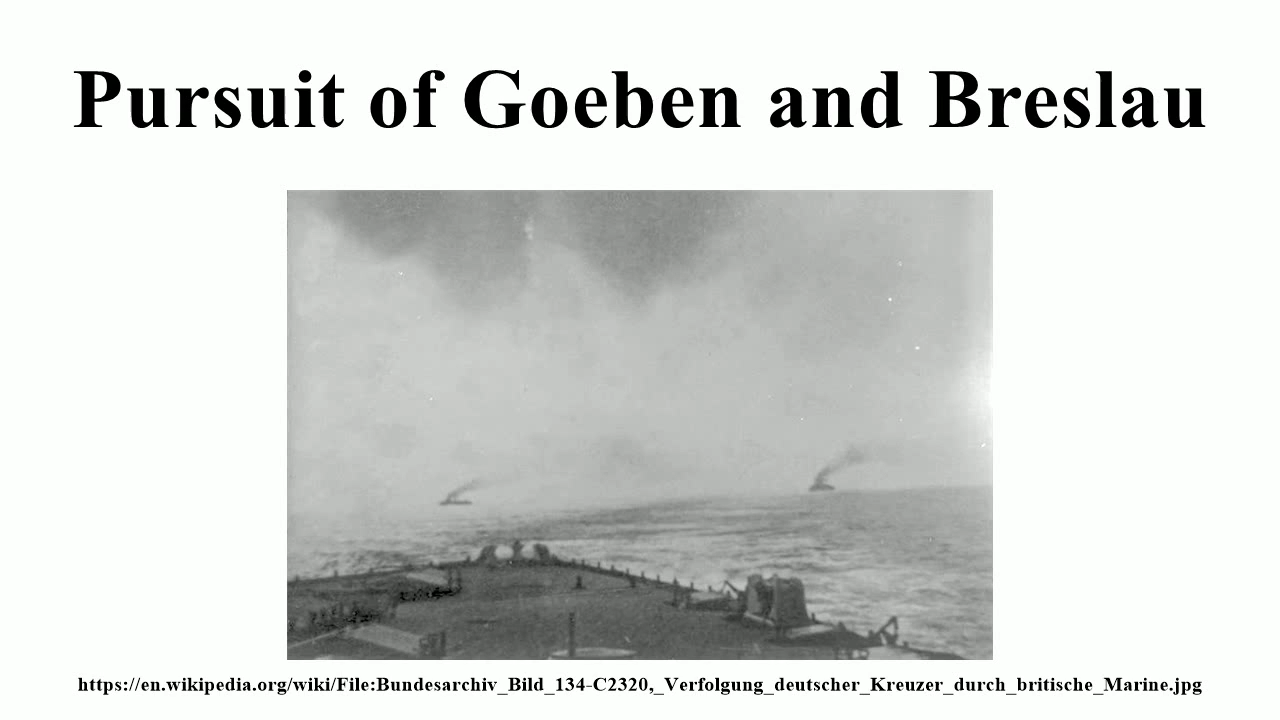 Pursuit of Goeben and Breslau
https://en.wikipedia.org/wiki/File:Bundesarchiv_Bild_134-C2320,_Verfolgung_deutscher_Kreuzer_durch_britische_Marine.jpg